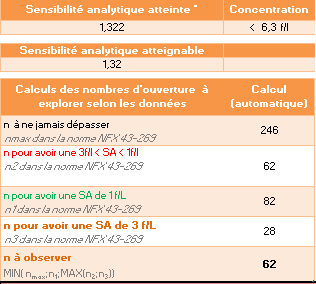 Sensibilité analytique atteinte * Concentration
1,322 < 6,3 f/l
Sensibilité analytique atteignable
1,32
Calculs des nombres d'ouverture à explorer selon les données
Calcul (automatique)
n à ne jamais dépasser
nmax dans la norme NFX 43-269
246
n pour avoir une 3f/l < SA < 1f/l
n2 dans la norme NFX 43-269
62
n pour avoir une SA de 1f/L
n1 dans la norme NFX 43-269
82
n pour avoir une SA de 3 f/L
n3 dans la norme NFX 43-269
28
n à observer
MIN( nmax;n1;MAX(n2;n3))
62